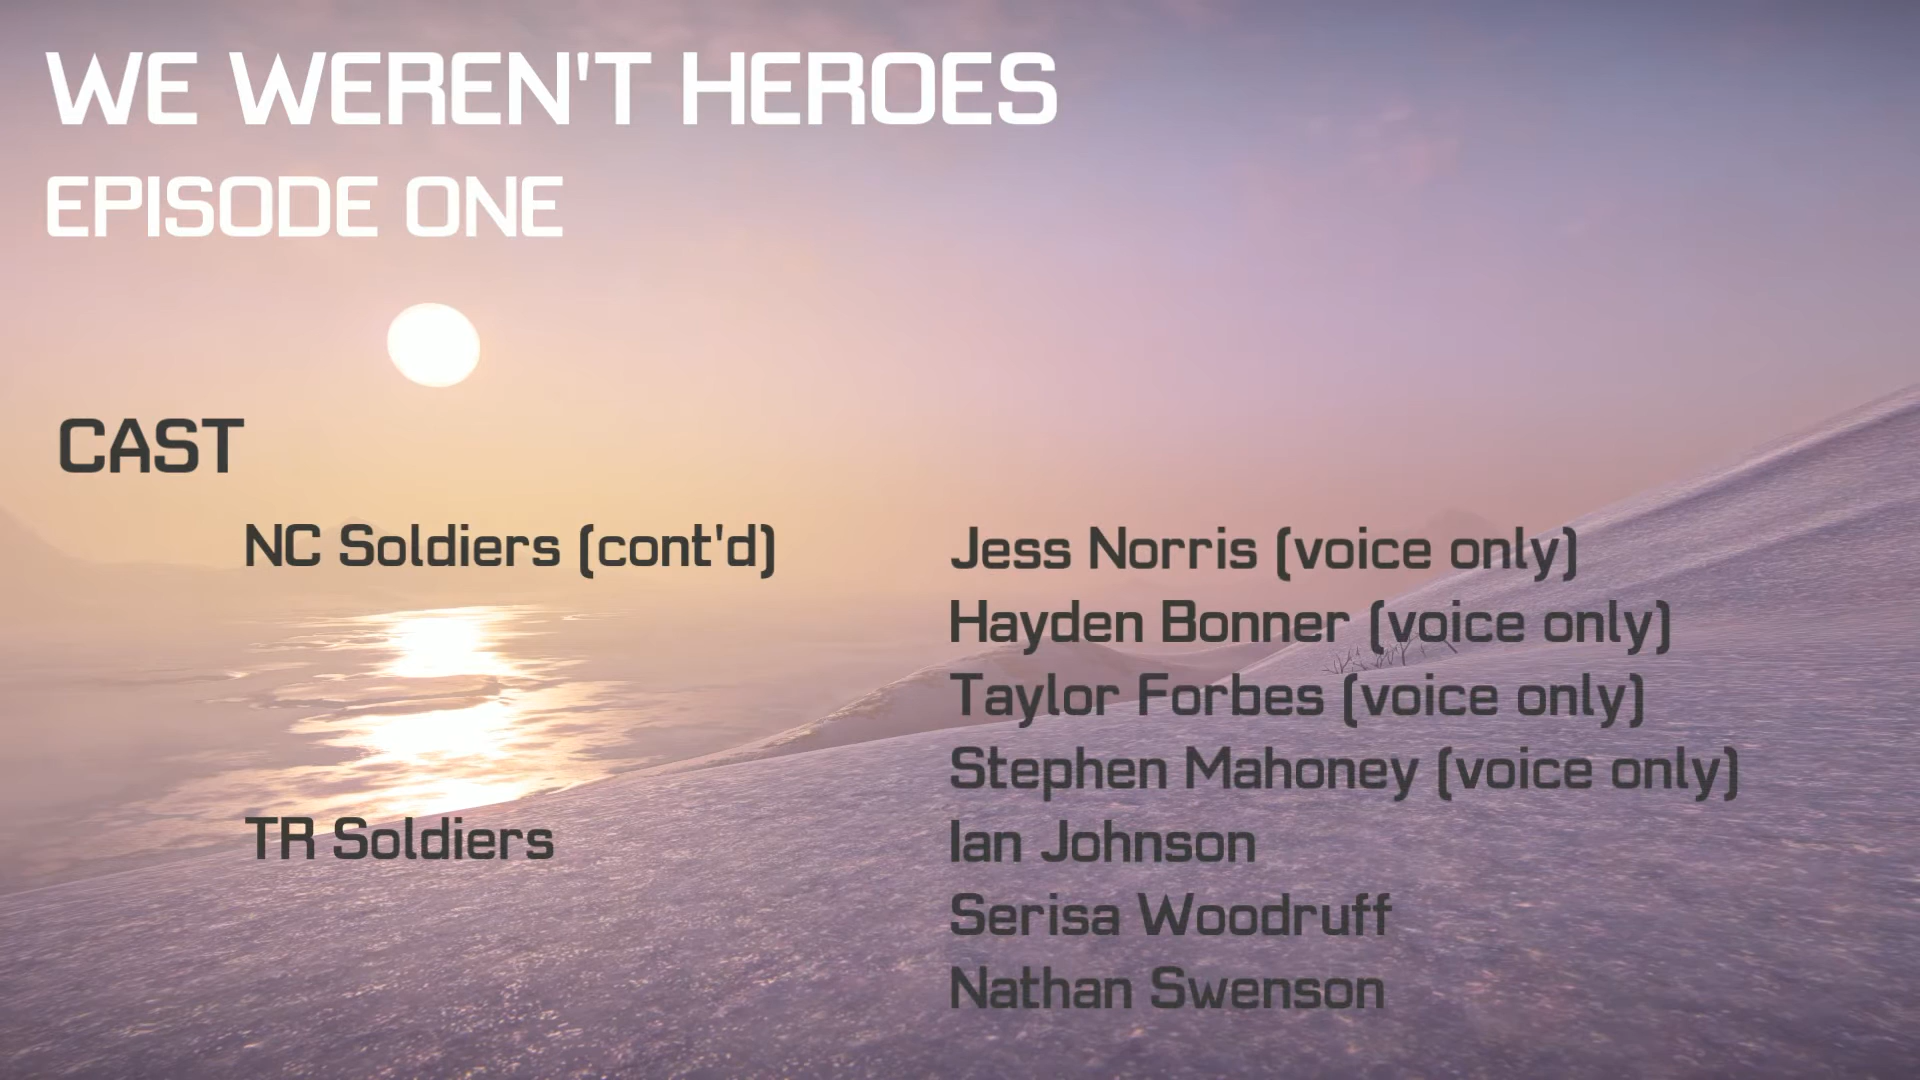 WE WEREN'T HEROES
EPISODE ONE
CAST
NC Soldiers (cont'd) Jess Norris (voice only)
Hayden Bonner (voice only)
Taylor Forbes (voice only)
Stephen Mahoney (voice only)
TR Soldiers Ian Johnson
Serisa Woodruff
Nathan Swenson